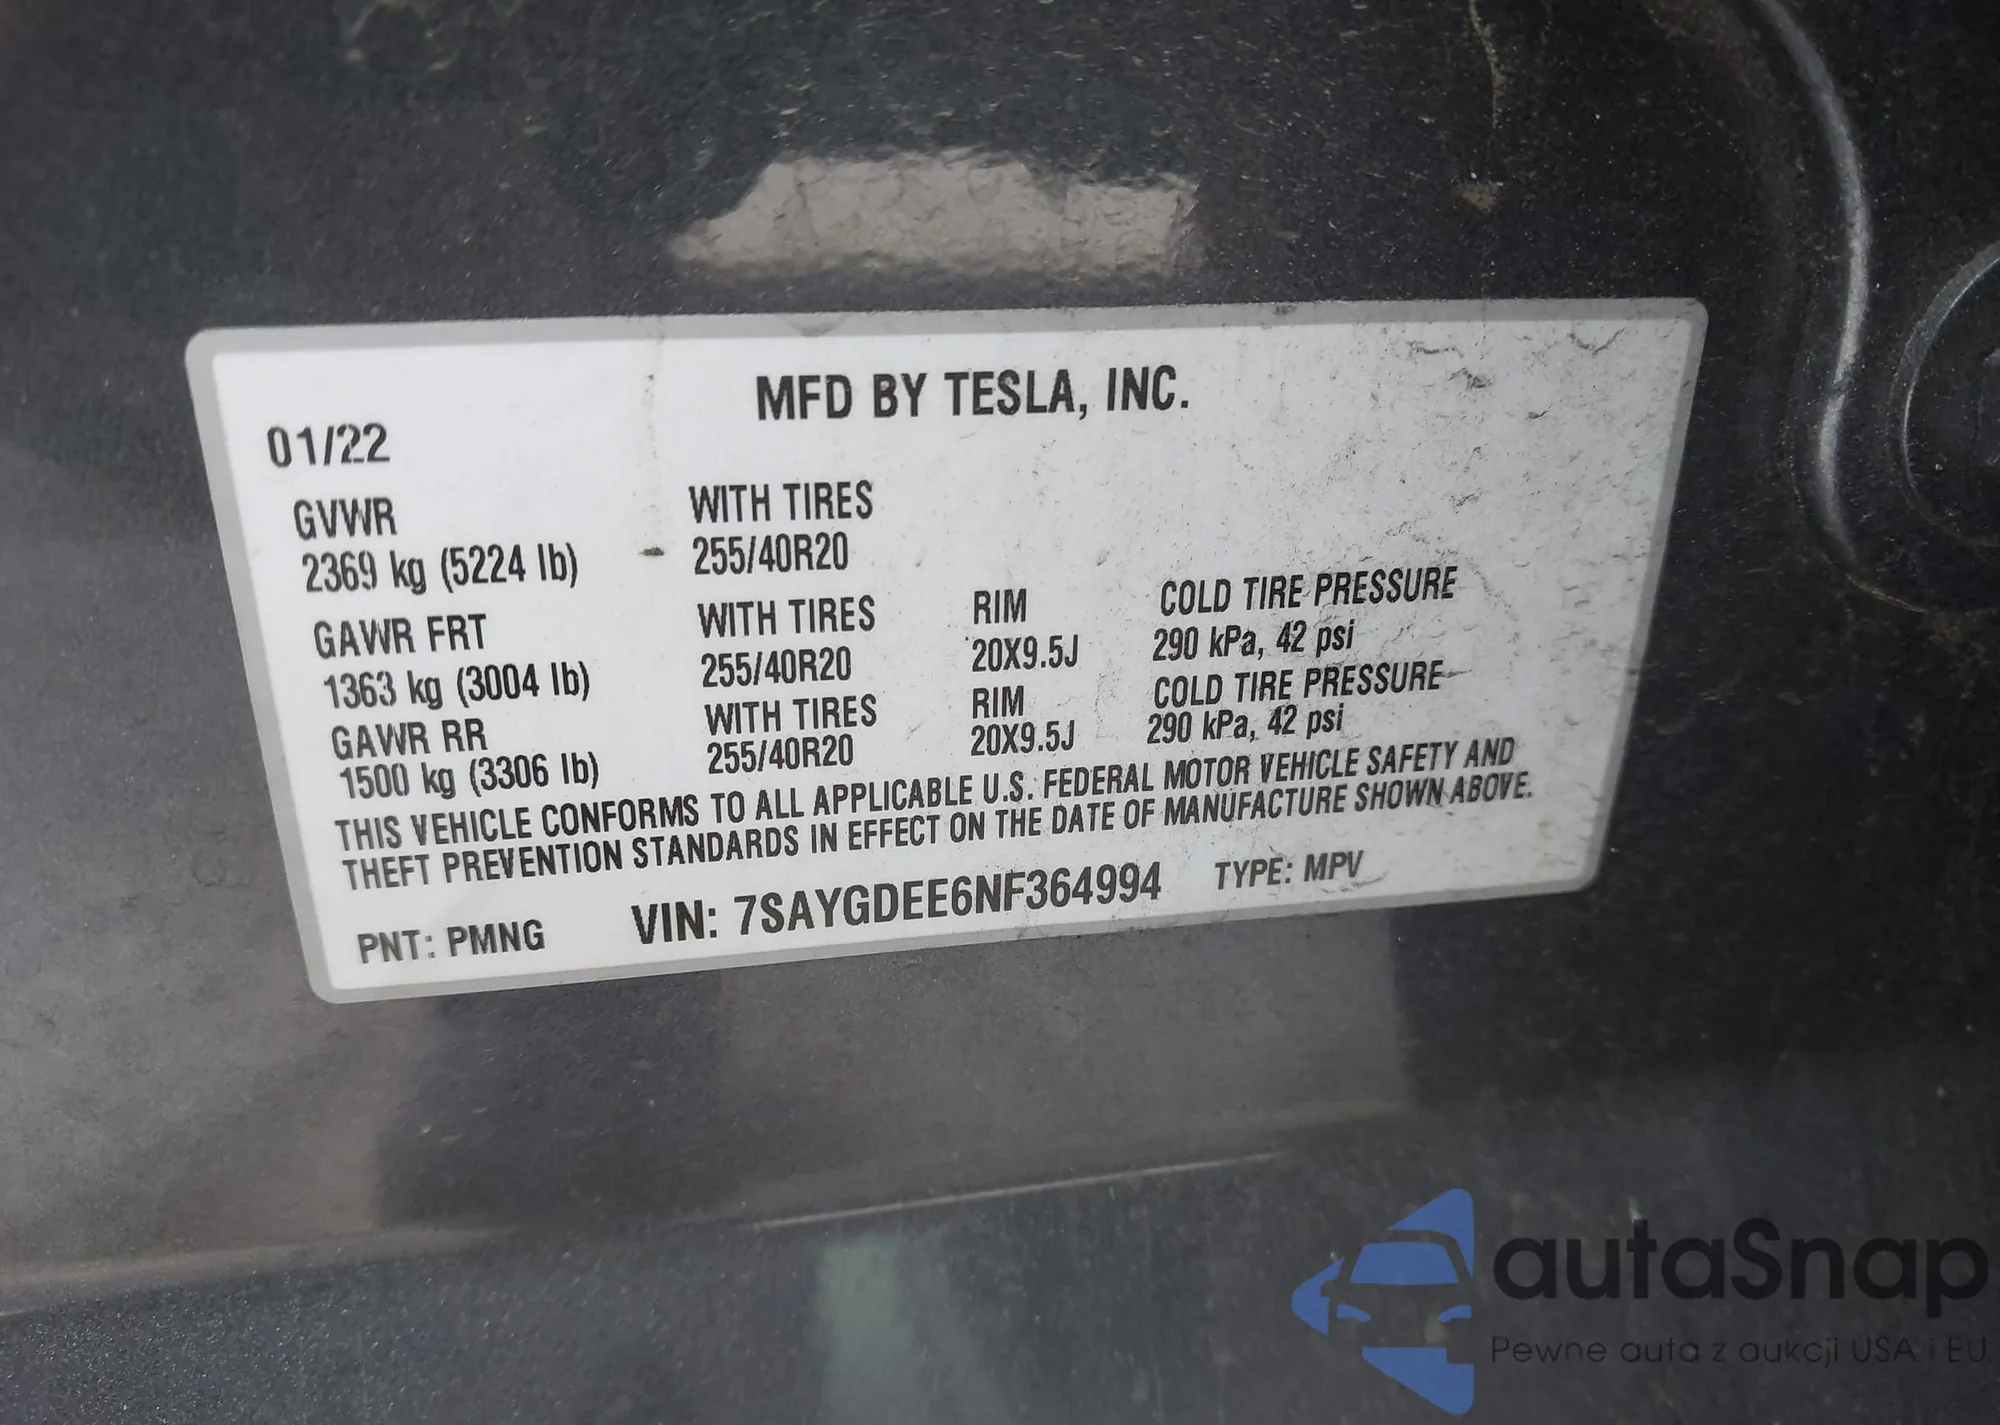 MFD BY TESLA, INC.
01/22
GVWR WITH TIRES
2369 kg (5224 lb) 255/40R20
GAWR FRT WITH TIRES RIM COLD TIRE PRESSURE
1363 kg (3004 lb) 255/40R20 20X9.5J 290 kPa, 42 psi
GAWR RR WITH TIRES RIM COLD TIRE PRESSURE
1500 kg (3306 lb) 255/40R20 20X9.5J 290 kPa, 42 psi
THIS VEHICLE CONFORMS TO ALL APPLICABLE U.S. FEDERAL MOTOR VEHICLE SAFETY AND
THEFT PREVENTION STANDARDS IN EFFECT ON THE DATE OF MANUFACTURE SHOWN ABOVE.
PNT: PMNG VIN: 7SAYGDEE6NF364994 TYPE: MPV
autaSnap
Pewne auta z aukcji USA i EU